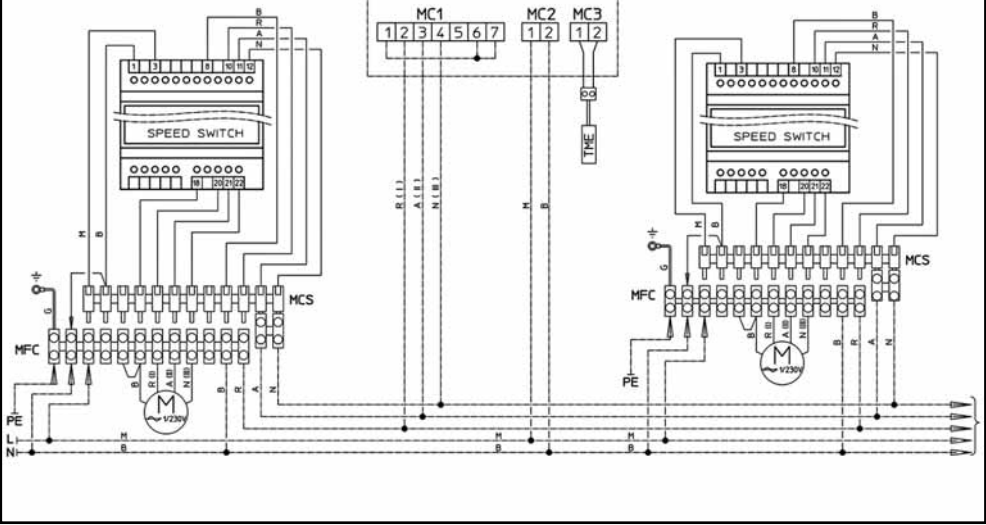 B
R
A
N
MC1
1 2 3 4 5 6 7
MC2
1 2
MC3
1 2
B
R
A
N
1 3 8 10 11 12
SPEED SWITCH
18 20 21 22
TME
1 3 8 10 11 12
SPEED SWITCH
18 20 21 22
M
B
R(I)
A(II)
N(III)
M
B
M
B
G
MCS
MFC
G
MCS
MFC
B
R(I)
A(II)
N(III)
M
~ 1/230V
B
R
A
N
B
R(I)
A(II)
N(III)
M
~ 1/230V
B
R
A
N
PE
PE
L
M
M
M
N
B
B
B